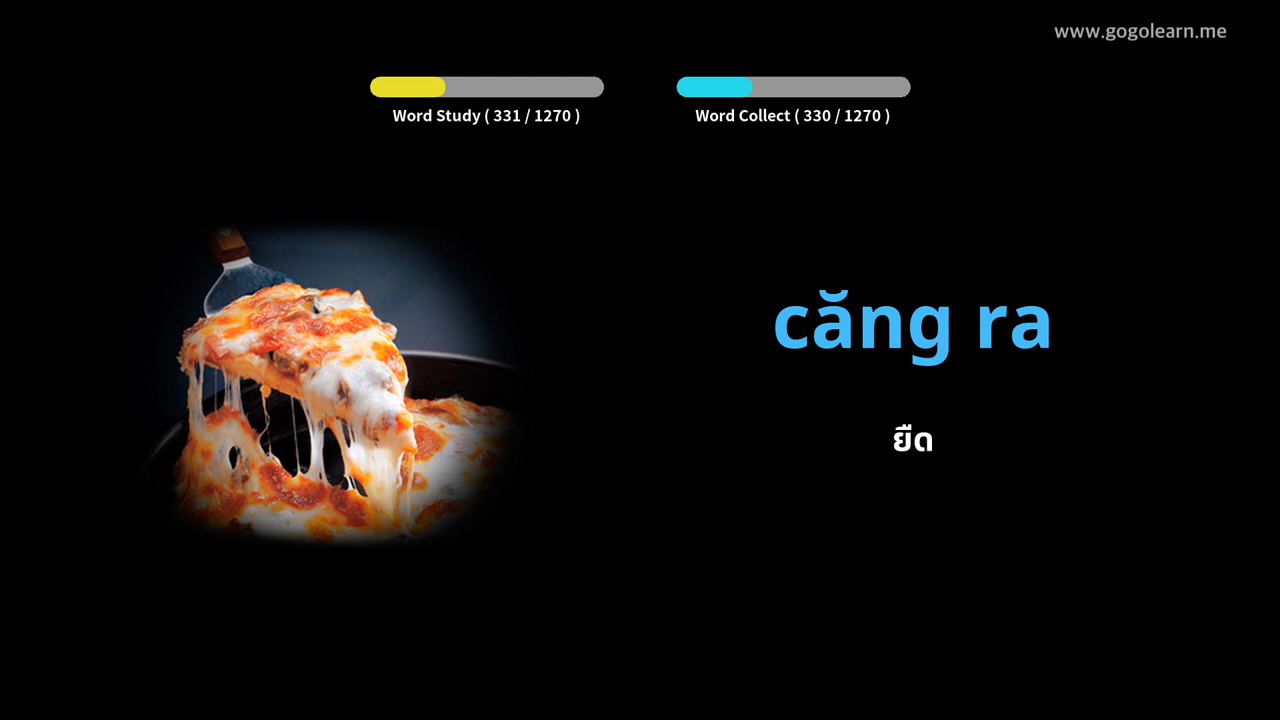 www.gogolearn.me
Word Study ( 331 / 1270 )
Word Collect ( 330 / 1270 )
căng ra
ยืด